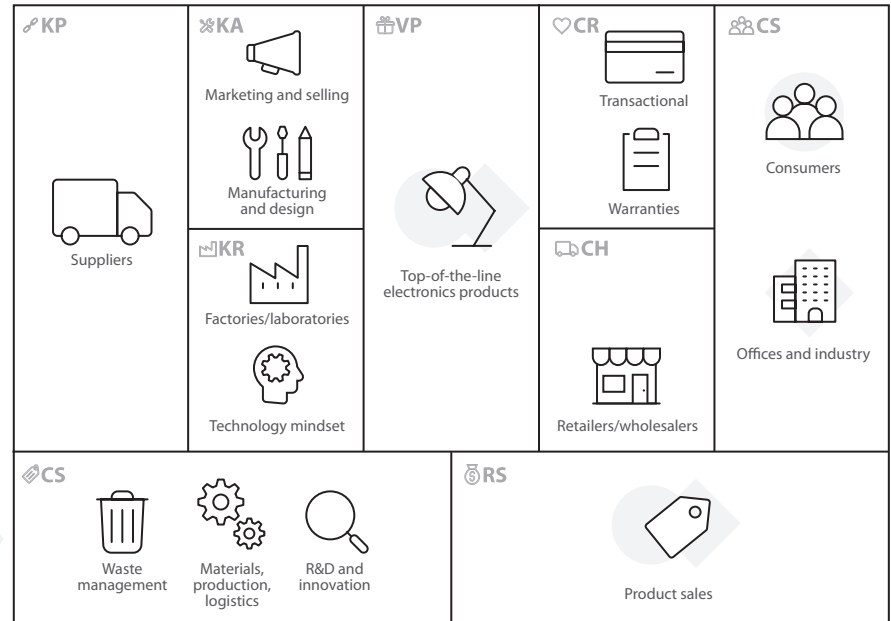 KP
Suppliers
KA
Marketing and selling
Manufacturing
and design
KR
Factories/laboratories
Technology mindset
VP
Top-of-the-line
electronics products
CR
Transactional
Warranties
CH
Retailers/wholesalers
CS
Consumers
Offices and industry
CS
Waste
management
Materials,
production,
logistics
R&D and
innovation
RS
$
Product sales